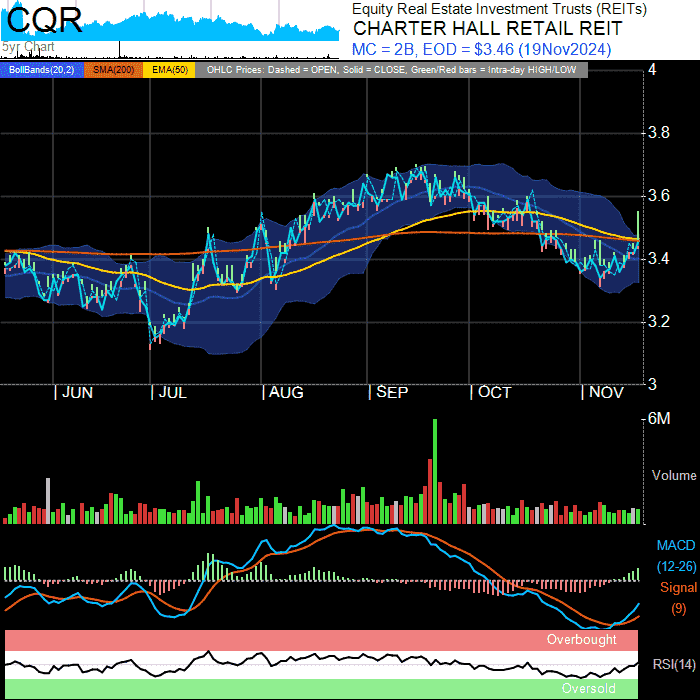 CQR
5yr Chart
Equity Real Estate Investment Trusts (REITs)
CHARTER HALL RETAIL REIT
MC = 2B, EOD = $3.46 (19Nov2024)
BollBands(20,2) SMA(200) EMA(50) OHLC Prices: Dashed = OPEN, Solid = CLOSE, Green/Red bars = Intra-day HIGH/LOW
4
3.8
3.6
3.4
3.2
3
JUN JUL AUG SEP OCT NOV
6M
Volume
MACD
(12-26)
Signal
(9)
Overbought
RSI(14)
Oversold